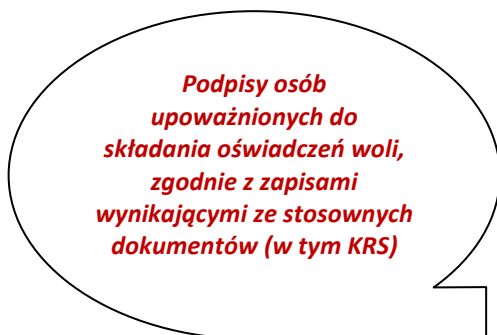 Podpisy osób
upoważnionych do
składania oświadczeń woli,
zgodnie z zapisami
wynikającymi ze stosownych
dokumentów (w tym KRS)